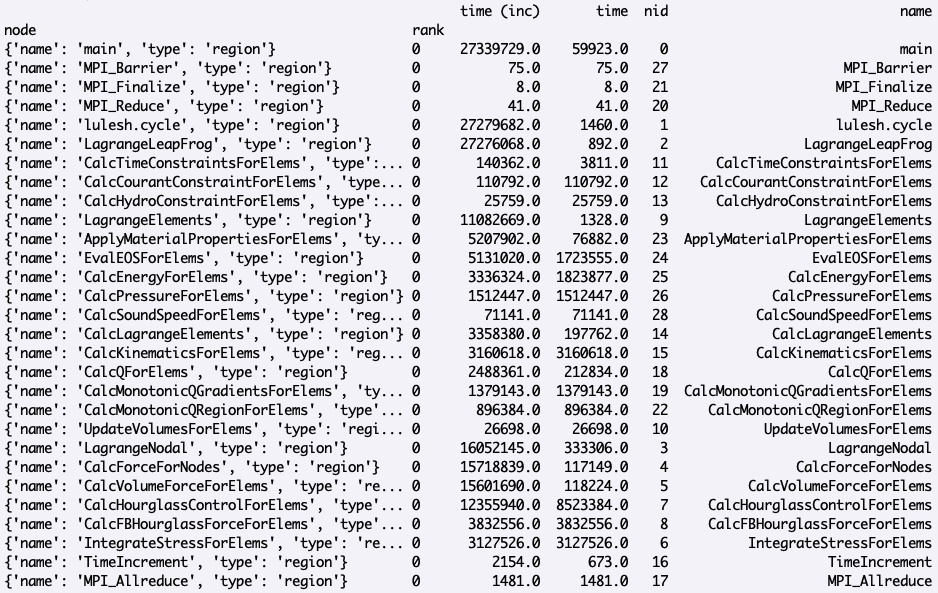 time (inc) time nid name
node rank
{'name': 'main', 'type': 'region'} 0 27339729.0 59923.0 0 main
{'name': 'MPI_Barrier', 'type': 'region'} 0 75.0 75.0 27 MPI_Barrier
{'name': 'MPI_Finalize', 'type': 'region'} 0 8.0 8.0 21 MPI_Finalize
{'name': 'MPI_Reduce', 'type': 'region'} 0 41.0 41.0 20 MPI_Reduce
{'name': 'lulesh.cycle', 'type': 'region'} 0 27279682.0 1460.0 1 lulesh.cycle
{'name': 'LagrangeLeapFrog', 'type': 'region'} 0 27276068.0 892.0 2 LagrangeLeapFrog
{'name': 'CalcTimeConstraintsForElems', 'type':... 0 140362.0 3811.0 11 CalcTimeConstraintsForElems
{'name': 'CalcCourantConstraintForElems', 'type... 0 110792.0 110792.0 12 CalcCourantConstraintForElems
{'name': 'CalcHydroConstraintForElems', 'type':... 0 25759.0 25759.0 13 CalcHydroConstraintForElems
{'name': 'LagrangeElements', 'type': 'region'} 0 11082669.0 1328.0 9 LagrangeElements
{'name': 'ApplyMaterialPropertiesForElems', 'ty... 0 5207902.0 76882.0 23 ApplyMaterialPropertiesForElems
{'name': 'EvalEOSForElems', 'type': 'region'} 0 5131020.0 1723555.0 24 EvalEOSForElems
{'name': 'CalcEnergyForElems', 'type': 'region'} 0 3336324.0 1823877.0 25 CalcEnergyForElems
{'name': 'CalcPressureForElems', 'type': 'region'} 0 1512447.0 1512447.0 26 CalcPressureForElems
{'name': 'CalcSoundSpeedForElems', 'type': 'reg... 0 71141.0 71141.0 28 CalcSoundSpeedForElems
{'name': 'CalcLagrangeElements', 'type': 'region'} 0 3358380.0 197762.0 14 CalcLagrangeElements
{'name': 'CalcKinematicsForElems', 'type': 'reg... 0 3160618.0 3160618.0 15 CalcKinematicsForElems
{'name': 'CalcQForElems', 'type': 'region'} 0 2488361.0 212834.0 18 CalcQForElems
{'name': 'CalcMonotonicQGradientsForElems', 'ty... 0 1379143.0 1379143.0 19 CalcMonotonicQGradientsForElems
{'name': 'CalcMonotonicQRegionForElems', 'type'... 0 896384.0 896384.0 22 CalcMonotonicQRegionForElems
{'name': 'UpdateVolumesForElems', 'type': 'regi... 0 26698.0 26698.0 10 UpdateVolumesForElems
{'name': 'LagrangeNodal', 'type': 'region'} 0 16052145.0 333306.0 3 LagrangeNodal
{'name': 'CalcForceForNodes', 'type': 'region'} 0 15718839.0 117149.0 4 CalcForceForNodes
{'name': 'CalcVolumeForceForElems', 'type': 're... 0 15601690.0 118224.0 5 CalcVolumeForceForElems
{'name': 'CalcHourglassControlForElems', 'type'... 0 12355940.0 8523384.0 7 CalcHourglassControlForElems
{'name': 'CalcFBHourglassForceForElems', 'type'... 0 3832556.0 3832556.0 8 CalcFBHourglassForceForElems
{'name': 'IntegrateStressForElems', 'type': 're... 0 3127526.0 3127526.0 6 IntegrateStressForElems
{'name': 'TimeIncrement', 'type': 'region'} 0 2154.0 673.0 16 TimeIncrement
{'name': 'MPI_Allreduce', 'type': 'region'} 0 1481.0 1481.0 17 MPI_Allreduce